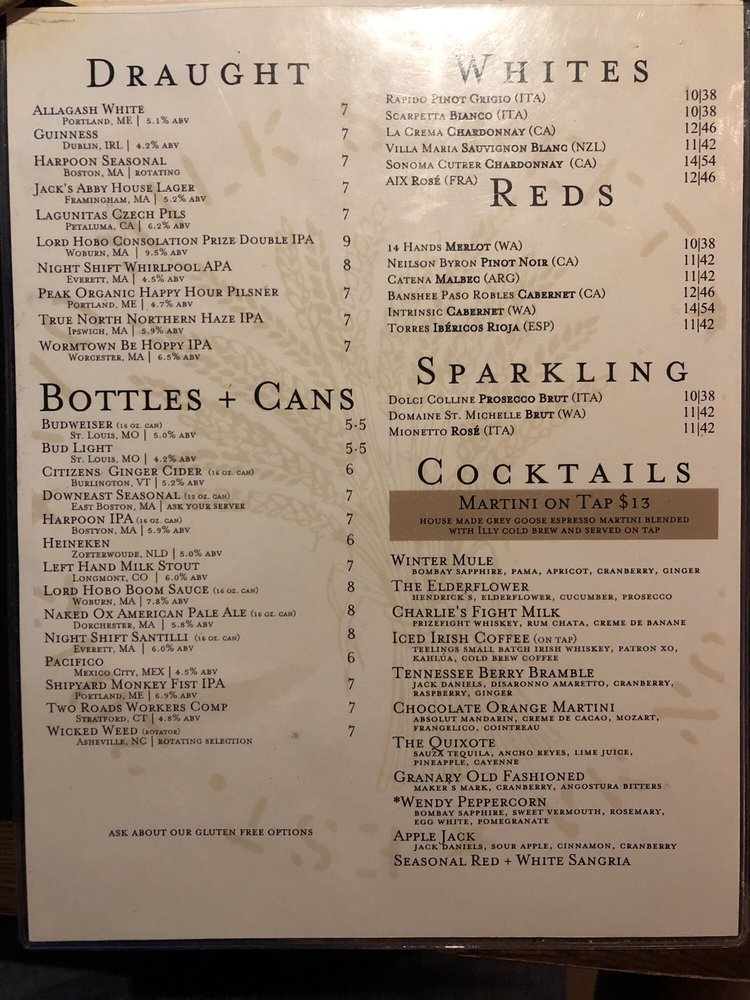 DRAUGHT
ALLAGASH WHITE 7
PORTLAND, ME | 5.1% ABV
GUINNESS 7
DUBLIN, IRL | 4.2% ABV
HARPOON SEASONAL 7
BOSTON, MA | ROTATING
JACK'S ABBY HOUSE LAGER 7
FRAMINGHAM, MA | 5.2% ABV
LAGUNITAS CZECH PILS 7
PETALUMA, CA | 6.2% ABV
LORD HOBO CONSOLATION PRIZE DOUBLE IPA 9
WOBURN, MA | 9.5% ABV
NIGHT SHIFT WHIRLPOOL APA 8
EVERETT, MA | 4.5% ABV
PEAK ORGANIC HAPPY HOUR PILSNER 7
PORTLAND, ME | 4.7% ABV
TRUE NORTH NORTHERN HAZE IPA 7
IPSWICH, MA | 5.9% ABV
WORMTOWN BE HOPPY IPA 7
WORCESTER, MA | 6.5% ABV
BOTTLES + CANS
BUDWEISER (16 OZ. CAN) 5.5
ST. LOUIS, MO | 5.0% ABV
BUD LIGHT 5.5
ST. LOUIS, MO | 4.2% ABV
CITIZENS GINGER CIDER (16 OZ. CAN) 6
BURLINGTON, VT | 5.2% ABV
DOWNEAST SEASONAL (12 OZ. CAN) 7
EAST BOSTON, MA | ASK YOUR SERVER
HARPOON IPA (16 OZ. CAN) 7
BOSTYON, MA | 5.9% ABV
HEINEKEN 6
ZOETERWOUDE, NLD | 5.0% ABV
LEFT HAND MILK STOUT 7
LONGMONT, CO | 6.0% ABV
LORD HOBO BOOM SAUCE (16 OZ. CAN) 8
WOBURN, MA | 7.8% ABV
NAKED OX AMERICAN PALE ALE (16 OZ. CAN) 8
DORCHESTER, MA | 5.8% ABV
NIGHT SHIFT SANTILLI (16 OZ. CAN) 8
EVERETT, MA | 6.0% ABV
PACIFICO 6
MEXICO CITY, MEX | 4.5% ABV
SHIPYARD MONKEY FIST IPA 7
PORTLAND, ME | 6.9% ABV
TWO ROADS WORKERS COMP 7
STRATFORD, CT | 4.8% ABV
WICKED WEED (ROTATOR) 7
ASHEVILLE, NC | ROTATING SELECTION
ASK ABOUT OUR GLUTEN FREE OPTIONS
WHITES
RAPIDO PINOT GRIGIO (ITA) 10|38
SCARPETTA BIANCO (ITA) 10|38
LA CREMA CHARDONNAY (CA) 12|46
VILLA MARIA SAUVIGNON BLANC (NZL) 11|42
SONOMA CUTRER CHARDONNAY (CA) 14|54
AIX ROSÉ (FRA) 12|46
REDS
14 HANDS MERLOT (WA) 10|38
NEILSON BYRON PINOT NOIR (CA) 11|42
CATENA MALBEC (ARG) 11|42
BANSHEE PASO ROBLES CABERNET (CA) 12|46
INTRINSIC CABERNET (WA) 14|54
TORRES IBÉRICOS RIOJA (ESP) 11|42
SPARKLING
DOLCI COLLINE PROSECCO BRUT (ITA) 10|38
DOMAINE ST. MICHELLE BRUT (WA) 11|42
MIONETTO ROSÉ (ITA) 11|42
COCKTAILS
MARTINI ON TAP $13
HOUSE MADE GREY GOOSE ESPRESSO MARTINI BLENDED
WITH ILLY COLD BREW AND SERVED ON TAP
WINTER MULE
BOMBAY SAPPHIRE, PAMA, APRICOT, CRANBERRY, GINGER
THE ELDERFLOWER
HENDRICK'S, ELDERFLOWER, CUCUMBER, PROSECCO
CHARLIE'S FIGHT MILK
PRIZEFIGHT WHISKEY, RUM CHATA, CREME DE BANANE
ICED IRISH COFFEE (ON TAP)
TEELINGS SMALL BATCH IRISH WHISKEY, PATRON XO,
KAHLÚA, COLD BREW COFFEE
TENNESSEE BERRY BRAMBLE
JACK DANIELS, DISARONNO AMARETTO, CRANBERRY,
RASPBERRY, GINGER
CHOCOLATE ORANGE MARTINI
ABSOLUT MANDARIN, CREME DE CACAO, MOZART,
FRANGELICO, COINTREAU
THE QUIXOTE
SAUZA TEQUILA, ANCHO REYES, LIME JUICE,
PINEAPPLE, CAYENNE
GRANARY OLD FASHIONED
MAKER'S MARK, CRANBERRY, ANGOSTURA BITTERS
*WENDY PEPPERCORN
BOMBAY SAPPHIRE, SWEET VERMOUTH, ROSEMARY,
EGG WHITE, POMEGRANATE
APPLE JACK
JACK DANIELS, SOUR APPLE, CINNAMON, CRANBERRY
SEASONAL RED + WHITE SANGRIA